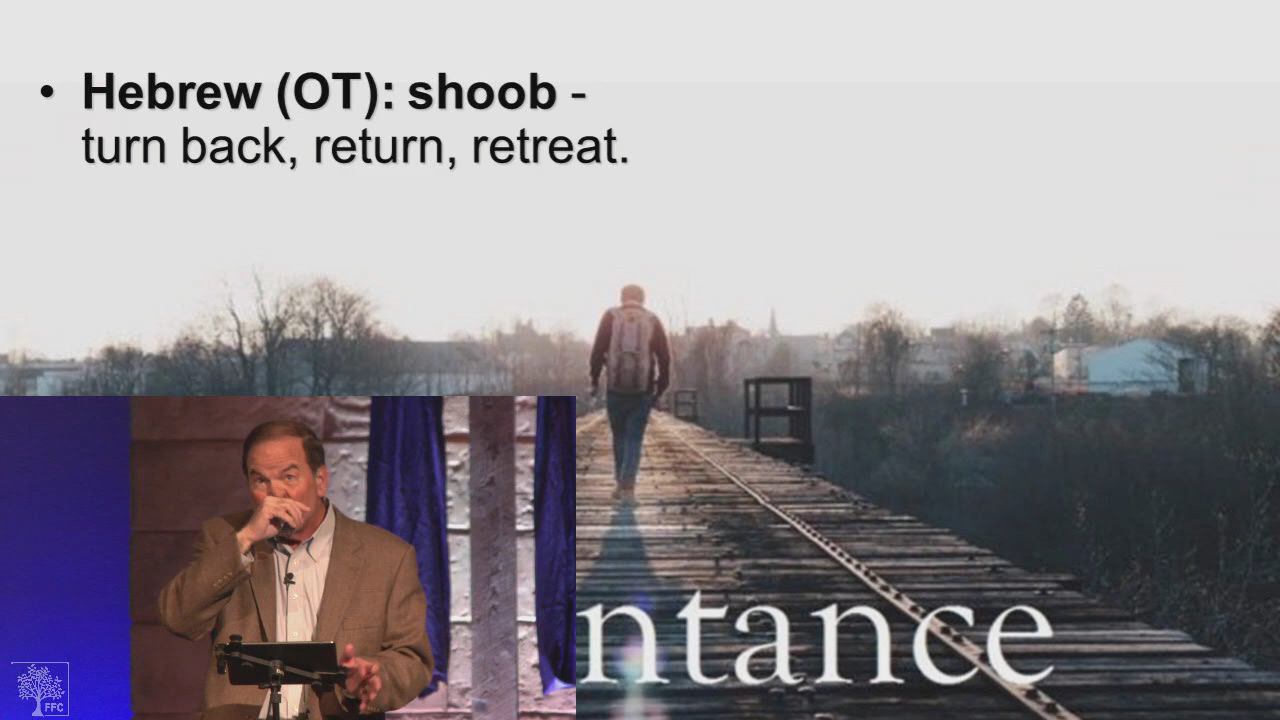 • Hebrew (OT): shoob -
turn back, return, retreat.
ntance
FFC